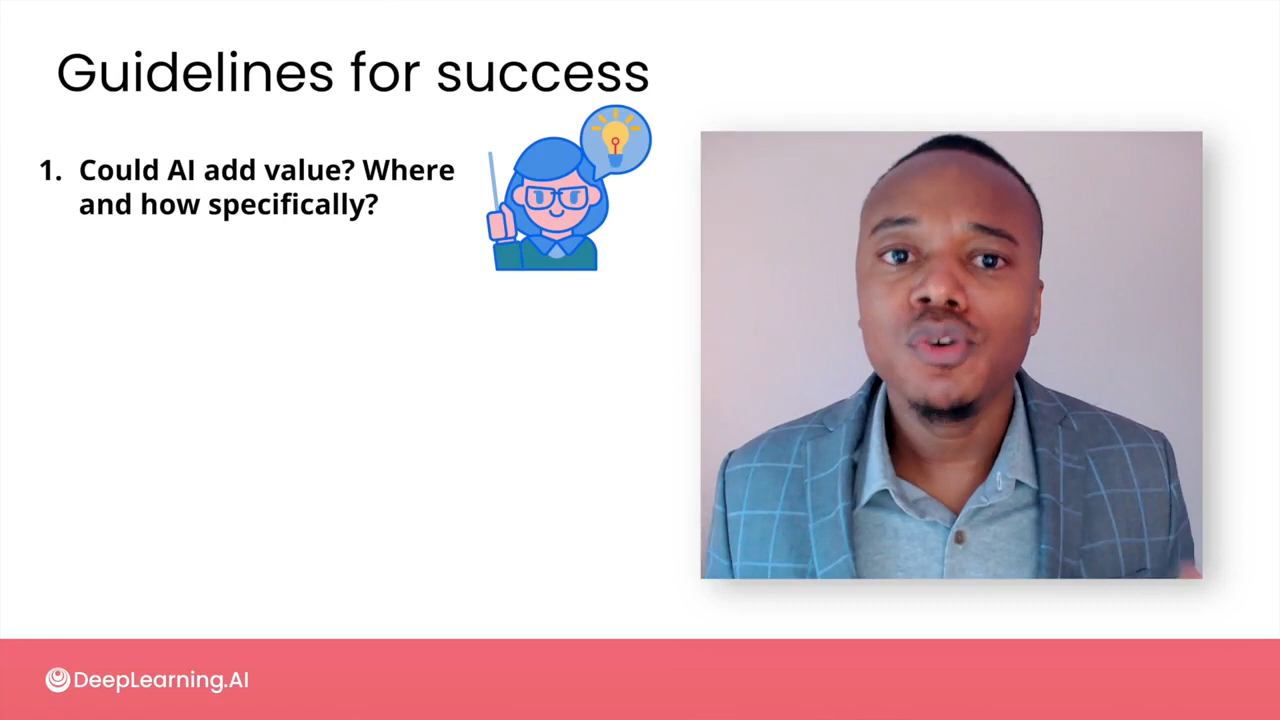 Guidelines for success
1. Could AI add value? Where
and how specifically?
DeepLearning.AI